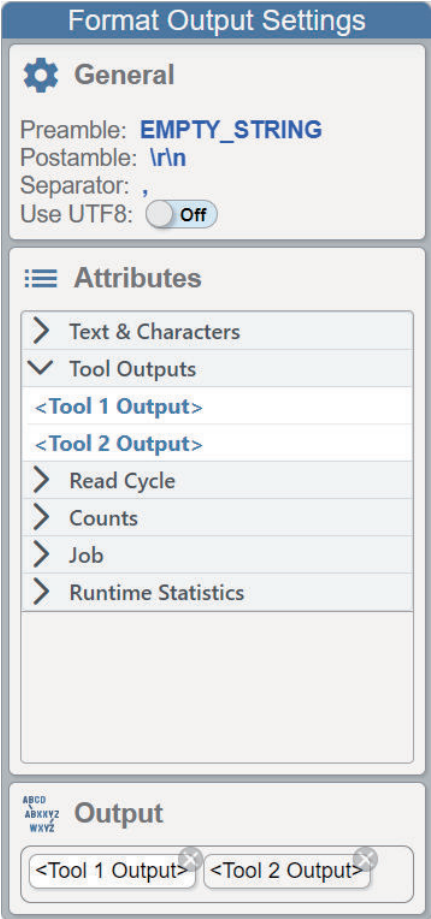 Format Output Settings
General
Preamble: EMPTY_STRING
Postamble: \r\n
Separator: ,
Use UTF8: Off
Attributes
Text & Characters
Tool Outputs
<Tool 1 Output>
<Tool 2 Output>
Read Cycle
Counts
Job
Runtime Statistics
ABCD
ABXXYZ
WXYZ
Output
<Tool 1 Output> <Tool 2 Output>